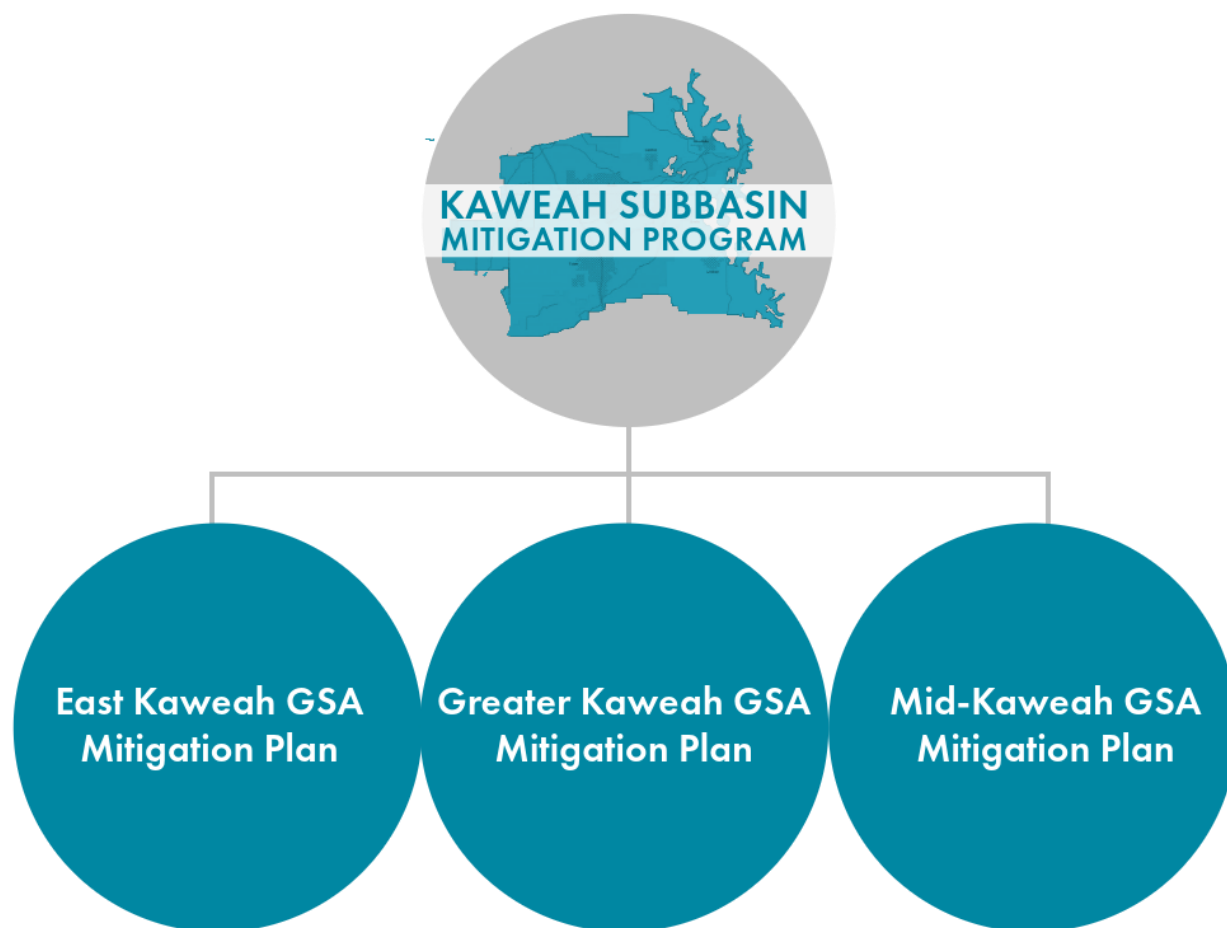 KAWEAH SUBBASIN
MITIGATION PROGRAM
East Kaweah GSA
Mitigation Plan
Greater Kaweah GSA
Mitigation Plan
Mid-Kaweah GSA
Mitigation Plan